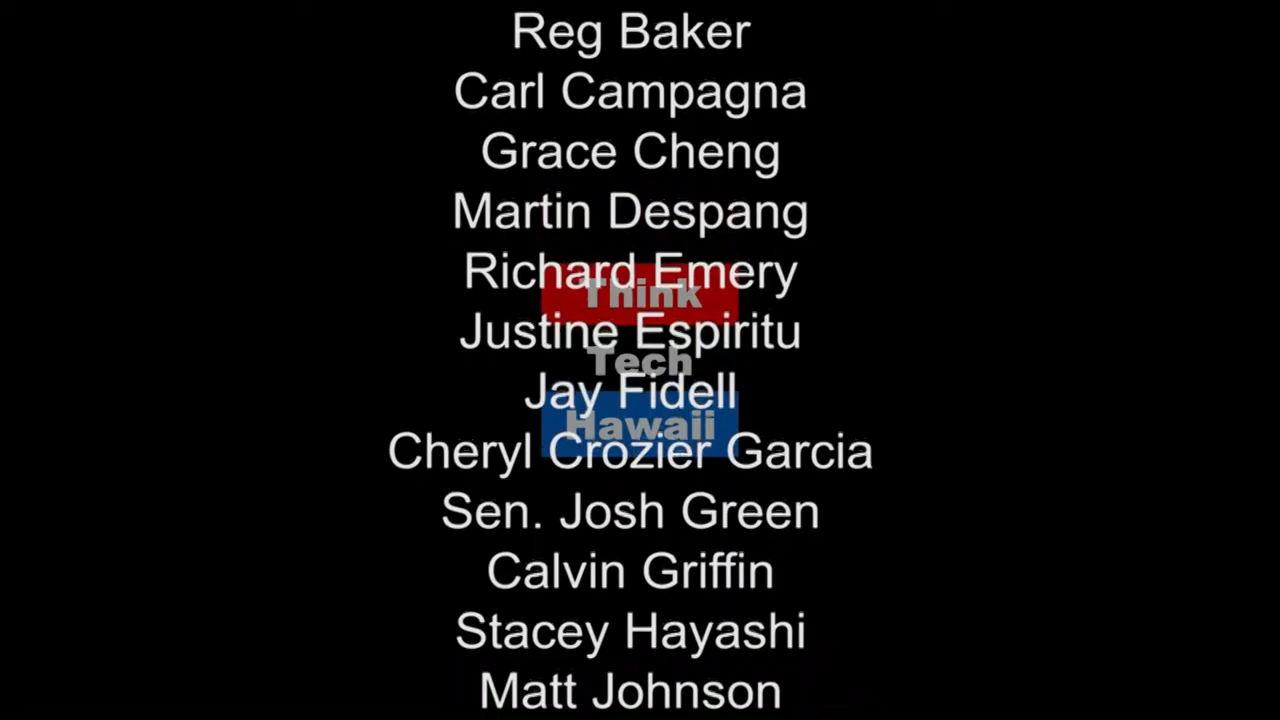 Reg Baker
Carl Campagna
Grace Cheng
Martin Despang
Richard Emery
Think
Justine Espiritu
Tech
Jay Fidell
Hawaii
Cheryl Crozier Garcia
Sen. Josh Green
Calvin Griffin
Stacey Hayashi
Matt Johnson